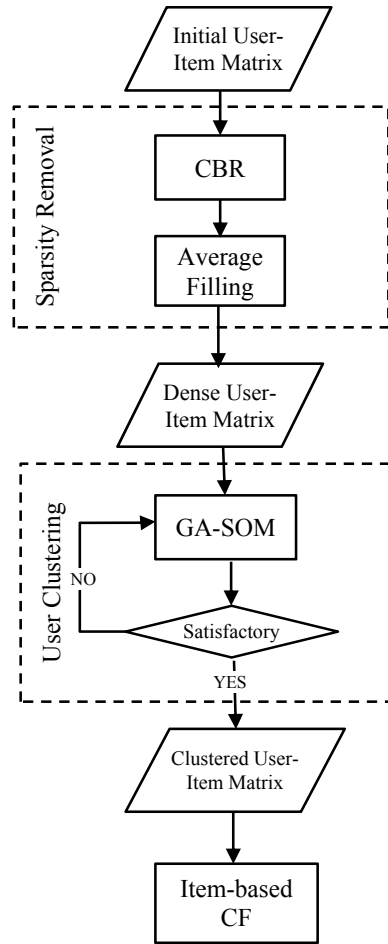 Initial User-
Item Matrix
Sparsity Removal
CBR
Average
Filling
Dense User-
Item Matrix
User Clustering
GA-SOM
NO
Satisfactory
YES
Clustered User-
Item Matrix
Item-based
CF